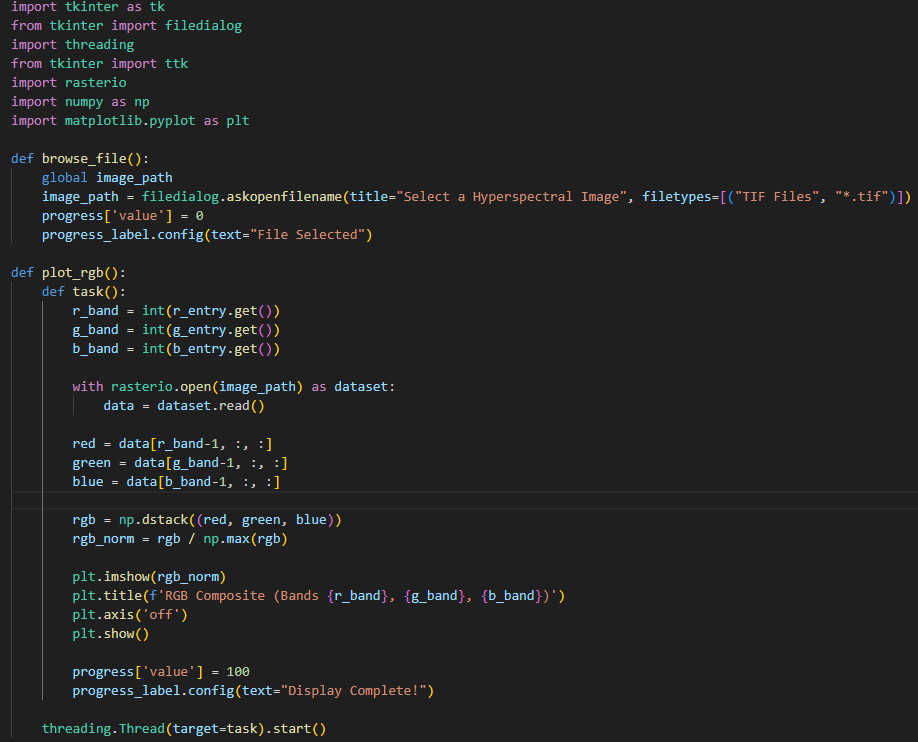 import tkinter as tk
from tkinter import filedialog
import threading
from tkinter import ttk
import rasterio
import numpy as np
import matplotlib.pyplot as plt

def browse_file():
    global image_path
    image_path = filedialog.askopenfilename(title="Select a Hyperspectral Image", filetypes=[("TIF Files", "*.tif")])
    progress['value'] = 0
    progress_label.config(text="File Selected")

def plot_rgb():
    def task():
        r_band = int(r_entry.get())
        g_band = int(g_entry.get())
        b_band = int(b_entry.get())

        with rasterio.open(image_path) as dataset:
            data = dataset.read()

        red = data[r_band-1, :, :]
        green = data[g_band-1, :, :]
        blue = data[b_band-1, :, :]

        rgb = np.dstack((red, green, blue))
        rgb_norm = rgb / np.max(rgb)

        plt.imshow(rgb_norm)
        plt.title(f'RGB Composite (Bands {r_band}, {g_band}, {b_band})')
        plt.axis('off')
        plt.show()

        progress['value'] = 100
        progress_label.config(text="Display Complete!")

    threading.Thread(target=task).start()